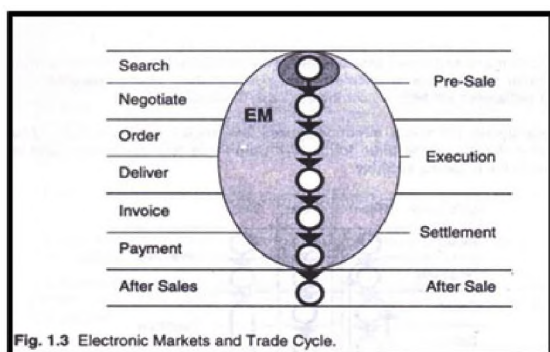 Search
Pre-Sale
Negotiate
EM
Order
Execution
Deliver
Invoice
Settlement
Payment
After Sales
After Sale
Fig. 1.3 Electronic Markets and Trade Cycle.